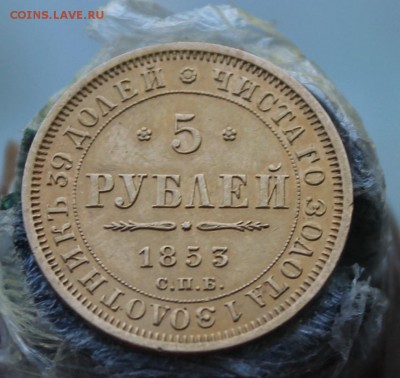 COINS.LAVE.RU
ЧИСТАГО ЗОЛОТА 1 ЗОЛОТНИКЪ 39 ДОЛЕЙ
5
РУБЛЕЙ
1853
С.П.Б.